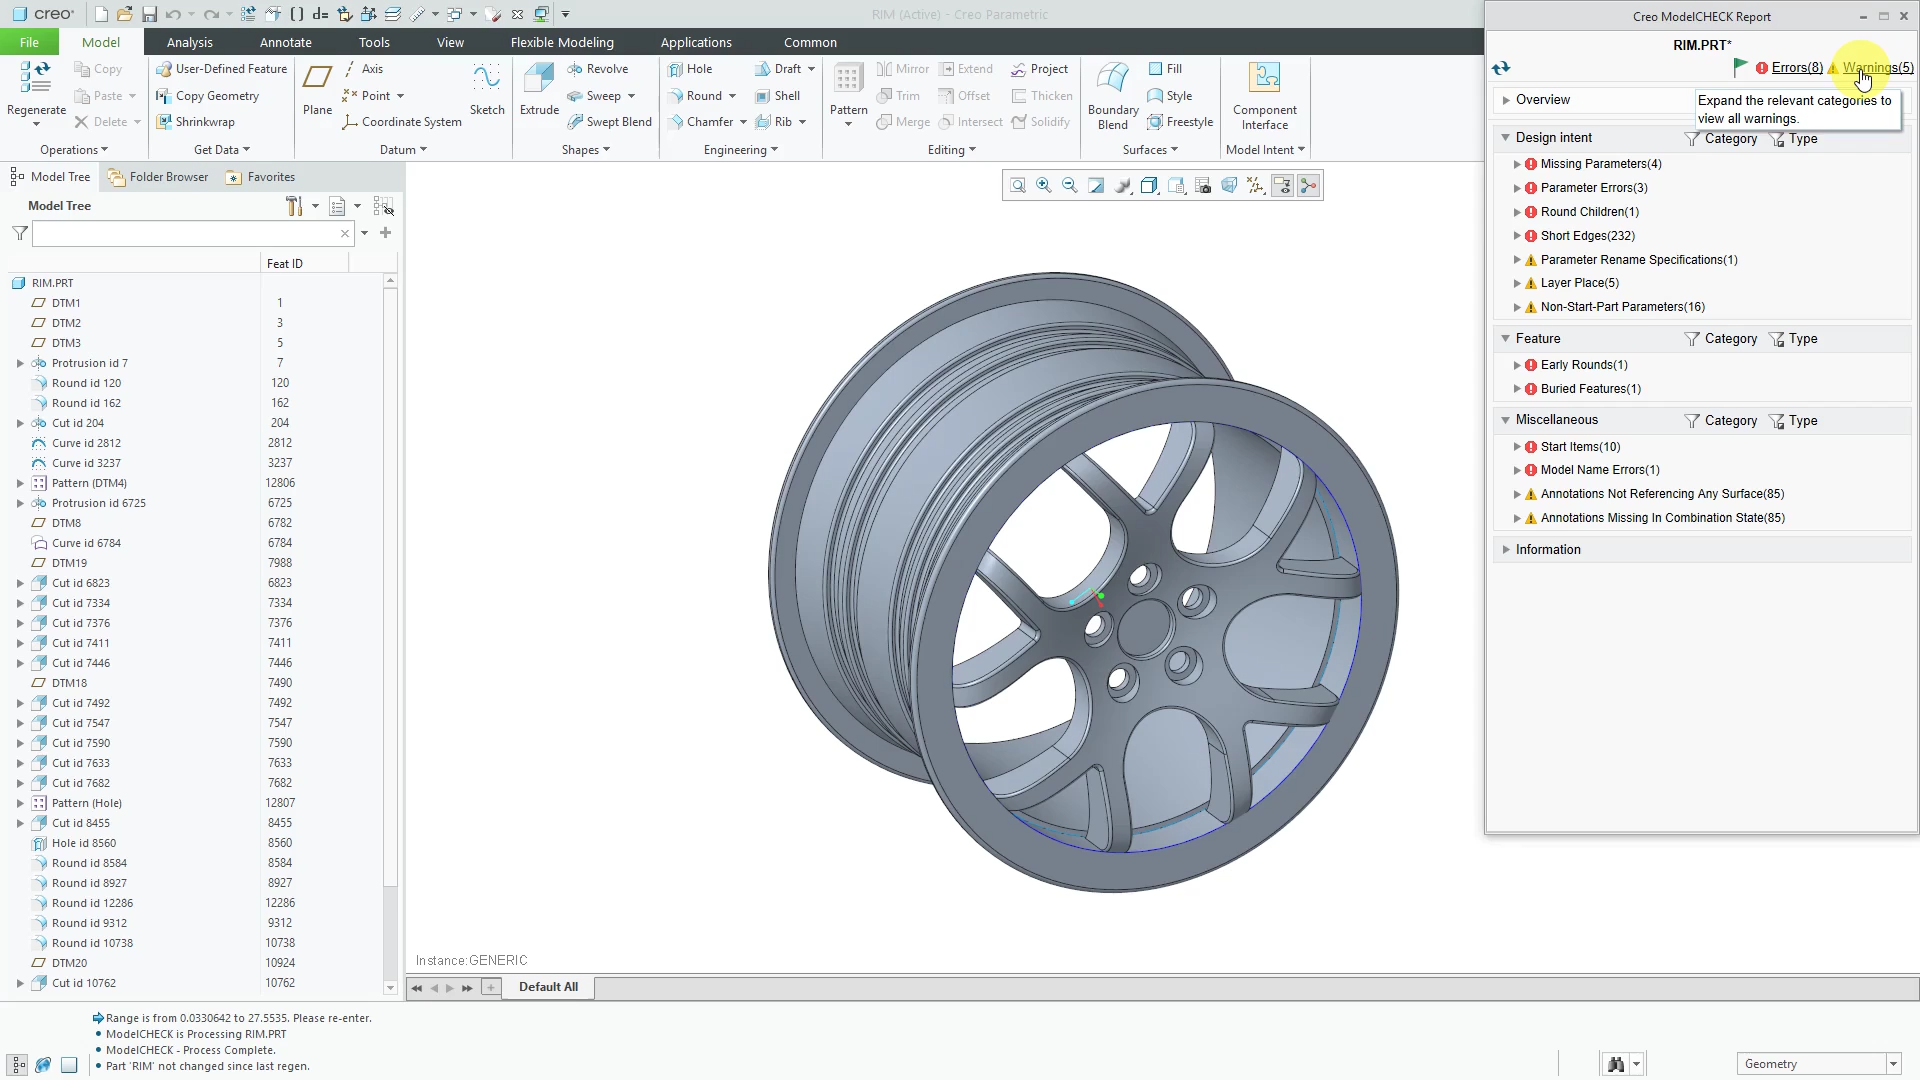 creo
d=
RIM (Active) - Creo Parametric
File
Model
Analysis
Annotate
Tools
View
Flexible Modeling
Applications
Common
Regenerate
Copy
Paste
Delete
Operations
User-Defined Feature
Copy Geometry
Shrinkwrap
Get Data
Plane
Axis
Point
Coordinate System
Sketch
Datum
Extrude
Revolve
Sweep
Swept Blend
Shapes
Hole
Round
Chamfer
Draft
Shell
Rib
Engineering
Pattern
Mirror
Trim
Merge
Extend
Offset
Intersect
Project
Thicken
Solidify
Editing
Boundary
Blend
Fill
Style
Freestyle
Surfaces
Component
Interface
Model Intent
Model Tree
Folder Browser
Favorites
Model Tree
Feat ID
RIM.PRT
DTM1 1
DTM2 3
DTM3 5
Protrusion id 7 7
Round id 120 120
Round id 162 162
Cut id 204 204
Curve id 2812 2812
Curve id 3237 3237
Pattern (DTM4) 12806
Protrusion id 6725 6725
DTM8 6782
Curve id 6784 6784
DTM19 7988
Cut id 6823 6823
Cut id 7334 7334
Cut id 7376 7376
Cut id 7411 7411
Cut id 7446 7446
DTM18 7490
Cut id 7492 7492
Cut id 7547 7547
Cut id 7590 7590
Cut id 7633 7633
Cut id 7682 7682
Pattern (Hole) 12807
Cut id 8455 8455
Hole id 8560 8560
Round id 8584 8584
Round id 8927 8927
Round id 12286 12286
Round id 9312 9312
Round id 10738 10738
DTM20 10924
Cut id 10762 10762
Instance:GENERIC
Default All
Range is from 0.0330642 to 27.5535. Please re-enter.
• ModelCHECK is Processing RIM.PRT
• ModelCHECK - Process Complete.
• Part 'RIM' not changed since last regen.
Geometry
Creo ModelCHECK Report
RIM.PRT*
Errors(8) Warnings(5)
Overview
Expand the relevant categories to
view all warnings.
Design intent Category Type
Missing Parameters(4)
Parameter Errors(3)
Round Children(1)
Short Edges(232)
Parameter Rename Specifications(1)
Layer Place(5)
Non-Start-Part Parameters(16)
Feature Category Type
Early Rounds(1)
Buried Features(1)
Miscellaneous Category Type
Start Items(10)
Model Name Errors(1)
Annotations Not Referencing Any Surface(85)
Annotations Missing In Combination State(85)
Information